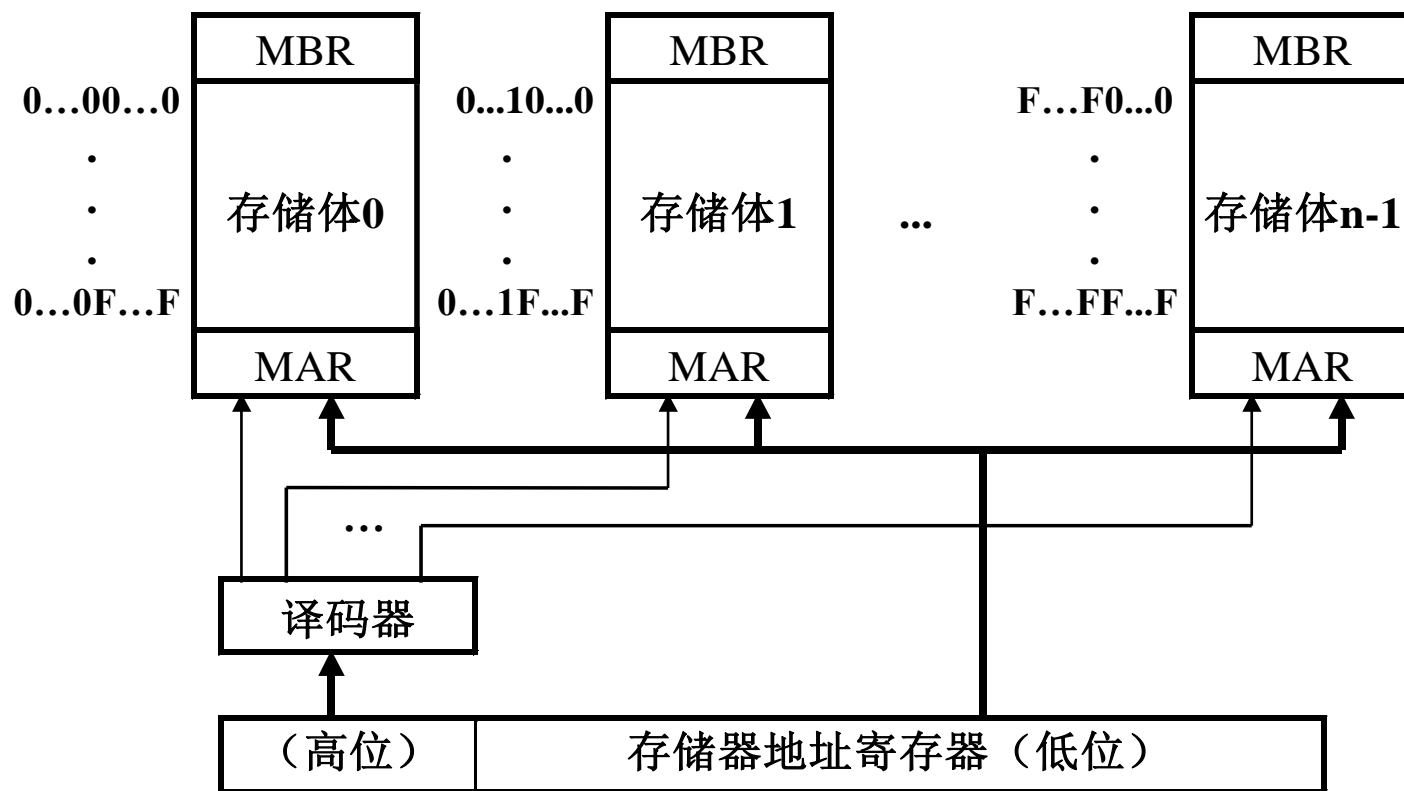 MBR MBR MBR
0…00…0 0...10...0 F…F0...0
存储体0 存储体1 ... 存储体n-1
0…0F…F 0…1F...F F…FF...F
MAR MAR MAR
…
译码器
（高位） 存储器地址寄存器（低位）